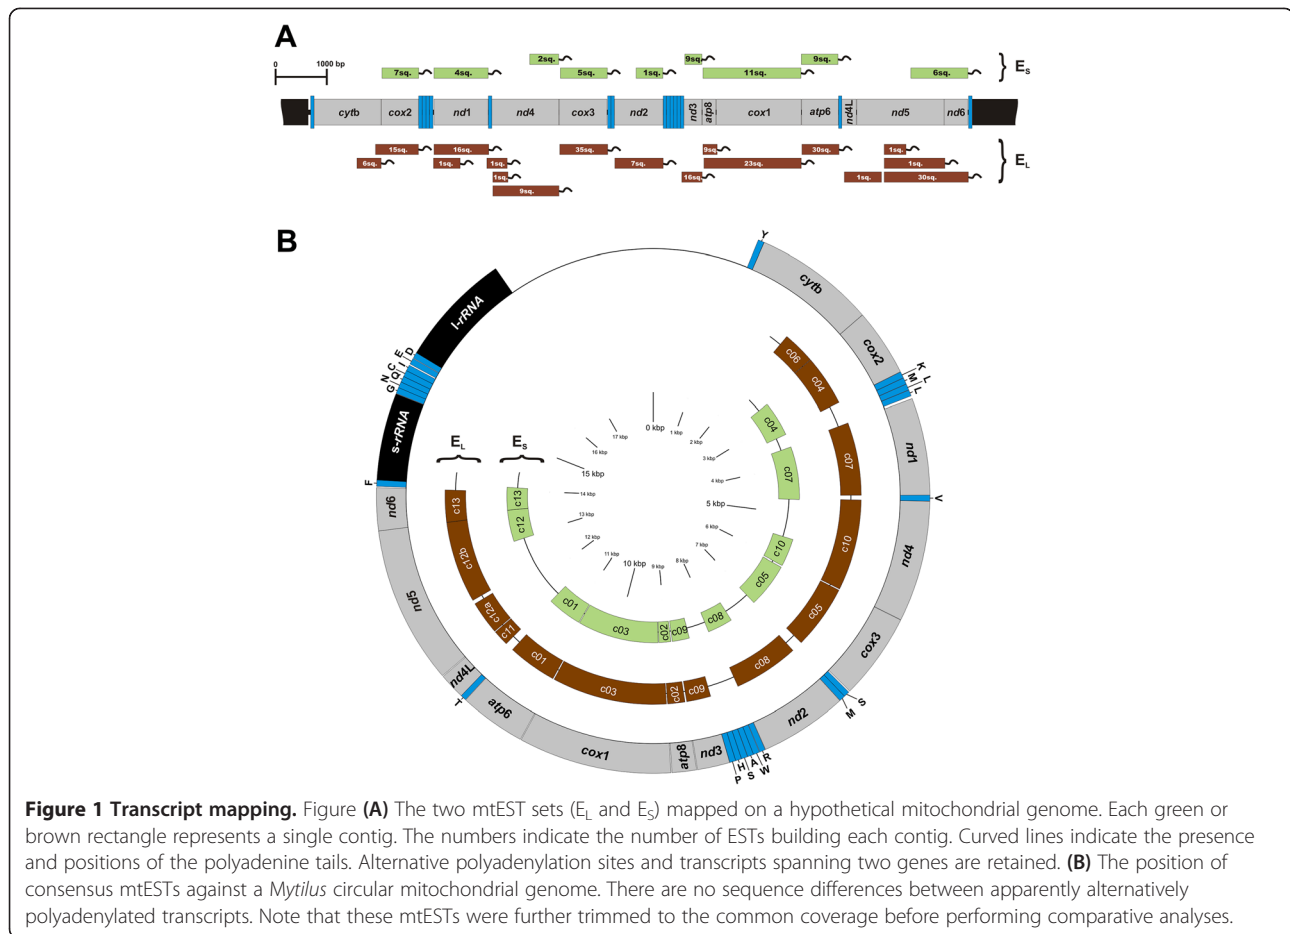 A
0 1000 bp
2sq. 9sq. 9sq.
7sq. 4sq. 5sq. 1sq. 11sq. 6sq.
} E_S
cytb cox2 nd1 nd4 cox3 nd2 nd3 atp8 cox1 atp6 nd4L nd5 nd6
15sq. 16sq. 35sq. 9sq. 30sq. 1sq.
6sq. 1sq. 1sq. 7sq. 23sq. 1sq.
1sq. 16sq. 1sq. 30sq.
9sq.
} E_L
B
Y
cytb
cox2
K L
M L
nd1
V
nd4
cox3
S
M
nd2
R
W
A
S
H
P
nd3
atp8
cox1
atp6
T
nd4L
nd5
nd6
F
s-rRNA
G
N
Q
C
I
E
D
l-rRNA
E_L E_S
c06
c04
c07
c10
c05
c08
c09
c02
c03
c01
c11
c12a
c12b
c13
c04
c07
c10
c05
c08
c09
c02
c03
c01
c12
c13
0 kbp
1 kbp
2 kbp
3 kbp
4 kbp
5 kbp
6 kbp
7 kbp
8 kbp
9 kbp
10 kbp
11 kbp
12 kbp
13 kbp
14 kbp
15 kbp
16 kbp
17 kbp
Figure 1 Transcript mapping. Figure (A) The two mtEST sets (E_L and E_S) mapped on a hypothetical mitochondrial genome. Each green or
brown rectangle represents a single contig. The numbers indicate the number of ESTs building each contig. Curved lines indicate the presence
and positions of the polyadenine tails. Alternative polyadenylation sites and transcripts spanning two genes are retained. (B) The position of
consensus mtESTs against a Mytilus circular mitochondrial genome. There are no sequence differences between apparently alternatively
polyadenylated transcripts. Note that these mtESTs were further trimmed to the common coverage before performing comparative analyses.